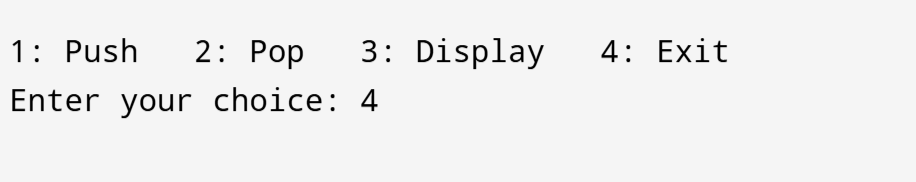 1: Push   2: Pop   3: Display   4: Exit
Enter your choice: 4